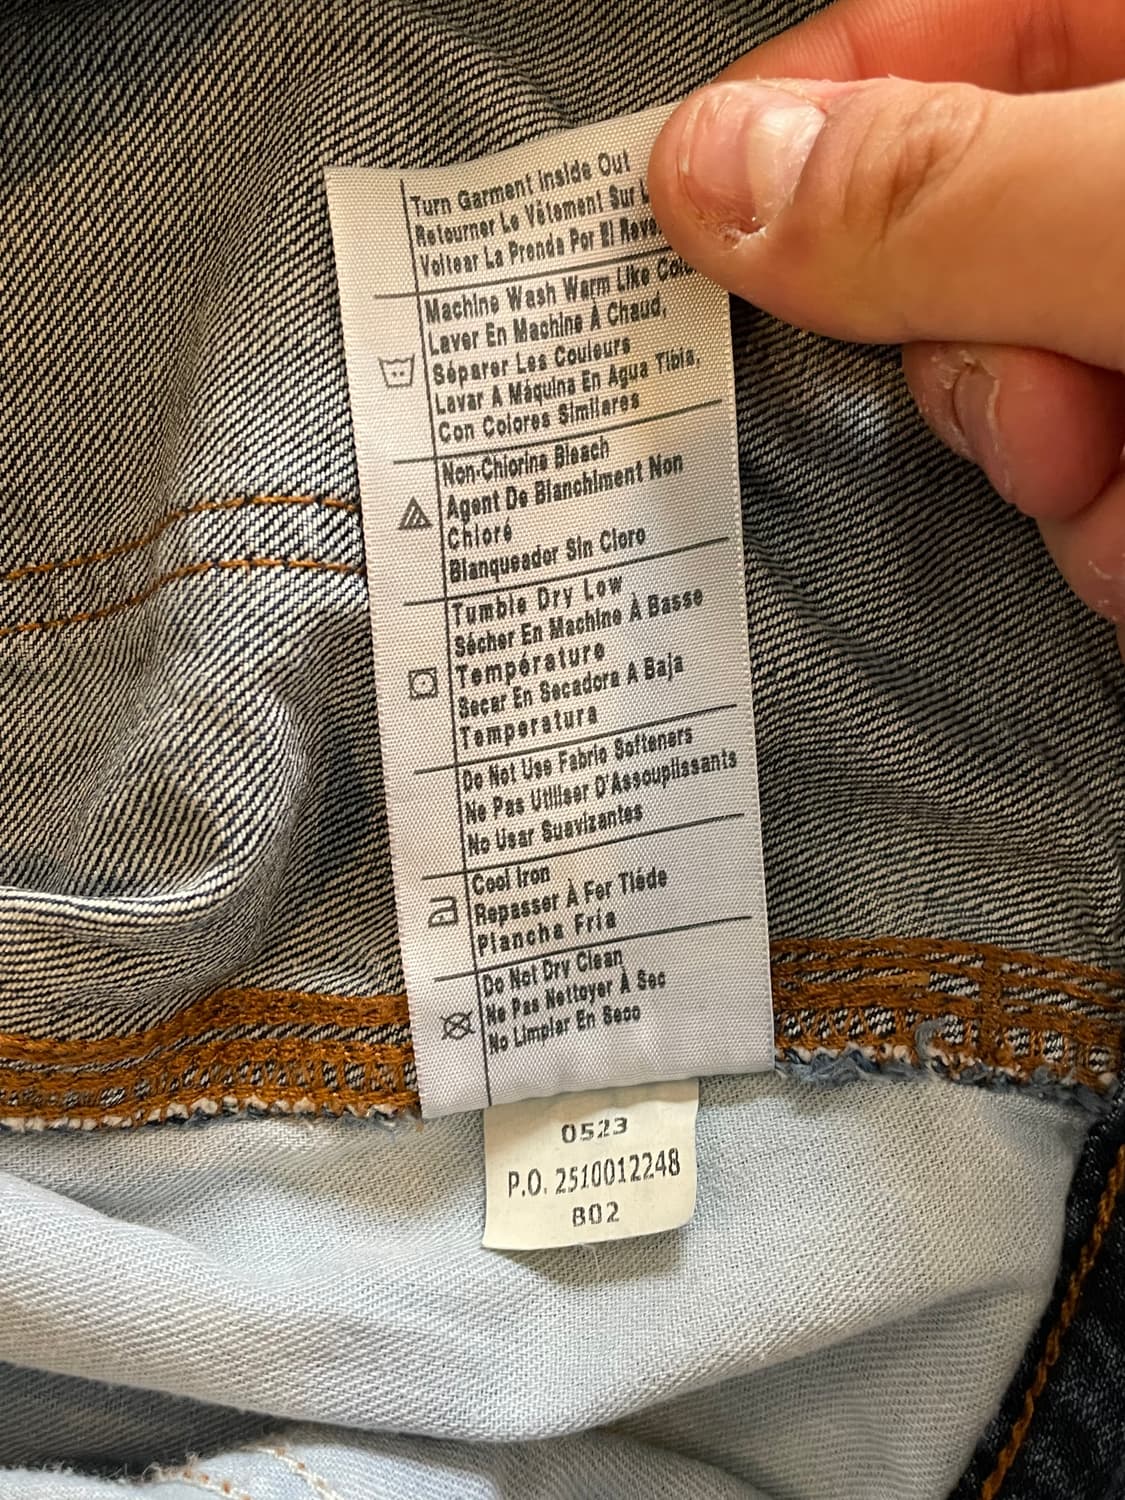 Turn Garment Inside Out
Retourner Le Vêtement Sur
Voltear La Prenda Por El
Machine Wash Warm Like
Laver En Machine À Chaud,
Séparer Les Couleurs
Lavar A Máquina En Agua Tibia,
Con Colores Similares
Non-Chlorine Bleach
Agent De Blanchiment Non
Chloré
Blanqueador Sin Cloro
Tumble Dry Low
Sécher En Machine À Basse
Température
Secar En Secadora A Baja
Temperatura
Do Not Use Fabric Softeners
Ne Pas Utiliser D'Assouplissants
No Usar Suavizantes
Cool Iron
Repasser À Fer Tiéde
Plancha Fria
Do Not Dry Clean
Ne Pas Nettoyer À Sec
No Limpiar En Seco
0523
P.O. 2510012248
B02